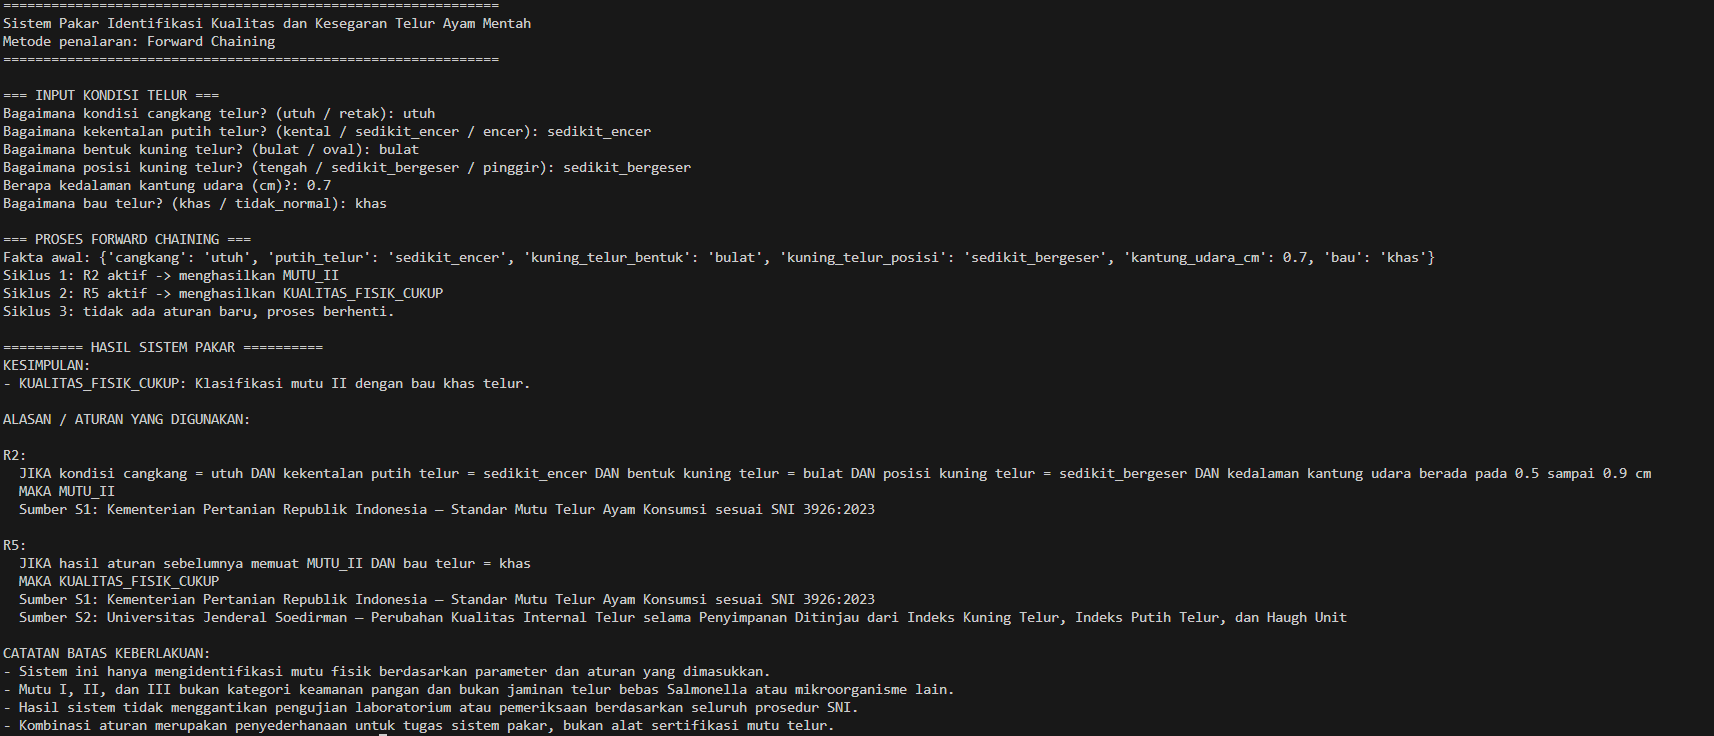 ==============================================================
Sistem Pakar Identifikasi Kualitas dan Kesegaran Telur Ayam Mentah
Metode penalaran: Forward Chaining
==============================================================
=== INPUT KONDISI TELUR ===
Bagaimana kondisi cangkang telur? (utuh / retak): utuh
Bagaimana kekentalan putih telur? (kental / sedikit_encer / encer): sedikit_encer
Bagaimana bentuk kuning telur? (bulat / oval): bulat
Bagaimana posisi kuning telur? (tengah / sedikit_bergeser / pinggir): sedikit_bergeser
Berapa kedalaman kantung udara (cm)?: 0.7
Bagaimana bau telur? (khas / tidak_normal): khas
=== PROSES FORWARD CHAINING ===
Fakta awal: {'cangkang': 'utuh', 'putih_telur': 'sedikit_encer', 'kuning_telur_bentuk': 'bulat', 'kuning_telur_posisi': 'sedikit_bergeser', 'kantung_udara_cm': 0.7, 'bau': 'khas'}
Siklus 1: R2 aktif -> menghasilkan MUTU_II
Siklus 2: R5 aktif -> menghasilkan KUALITAS_FISIK_CUKUP
Siklus 3: tidak ada aturan baru, proses berhenti.
========== HASIL SISTEM PAKAR ==========
KESIMPULAN:
- KUALITAS_FISIK_CUKUP: Klasifikasi mutu II dengan bau khas telur.
ALASAN / ATURAN YANG DIGUNAKAN:
R2:
JIKA kondisi cangkang = utuh DAN kekentalan putih telur = sedikit_encer DAN bentuk kuning telur = bulat DAN posisi kuning telur = sedikit_bergeser DAN kedalaman kantung udara berada pada 0.5 sampai 0.9 cm
MAKA MUTU_II
Sumber S1: Kementerian Pertanian Republik Indonesia — Standar Mutu Telur Ayam Konsumsi sesuai SNI 3926:2023
R5:
JIKA hasil aturan sebelumnya memuat MUTU_II DAN bau telur = khas
MAKA KUALITAS_FISIK_CUKUP
Sumber S1: Kementerian Pertanian Republik Indonesia — Standar Mutu Telur Ayam Konsumsi sesuai SNI 3926:2023
Sumber S2: Universitas Jenderal Soedirman — Perubahan Kualitas Internal Telur selama Penyimpanan Ditinjau dari Indeks Kuning Telur, Indeks Putih Telur, dan Haugh Unit
CATATAN BATAS KEBERLAKUAN:
- Sistem ini hanya mengidentifikasi mutu fisik berdasarkan parameter dan aturan yang dimasukkan.
- Mutu I, II, dan III bukan kategori keamanan pangan dan bukan jaminan telur bebas Salmonella atau mikroorganisme lain.
- Hasil sistem tidak menggantikan pengujian laboratorium atau pemeriksaan berdasarkan seluruh prosedur SNI.
- Kombinasi aturan merupakan penyederhanaan untuk tugas sistem pakar, bukan alat sertifikasi mutu telur.